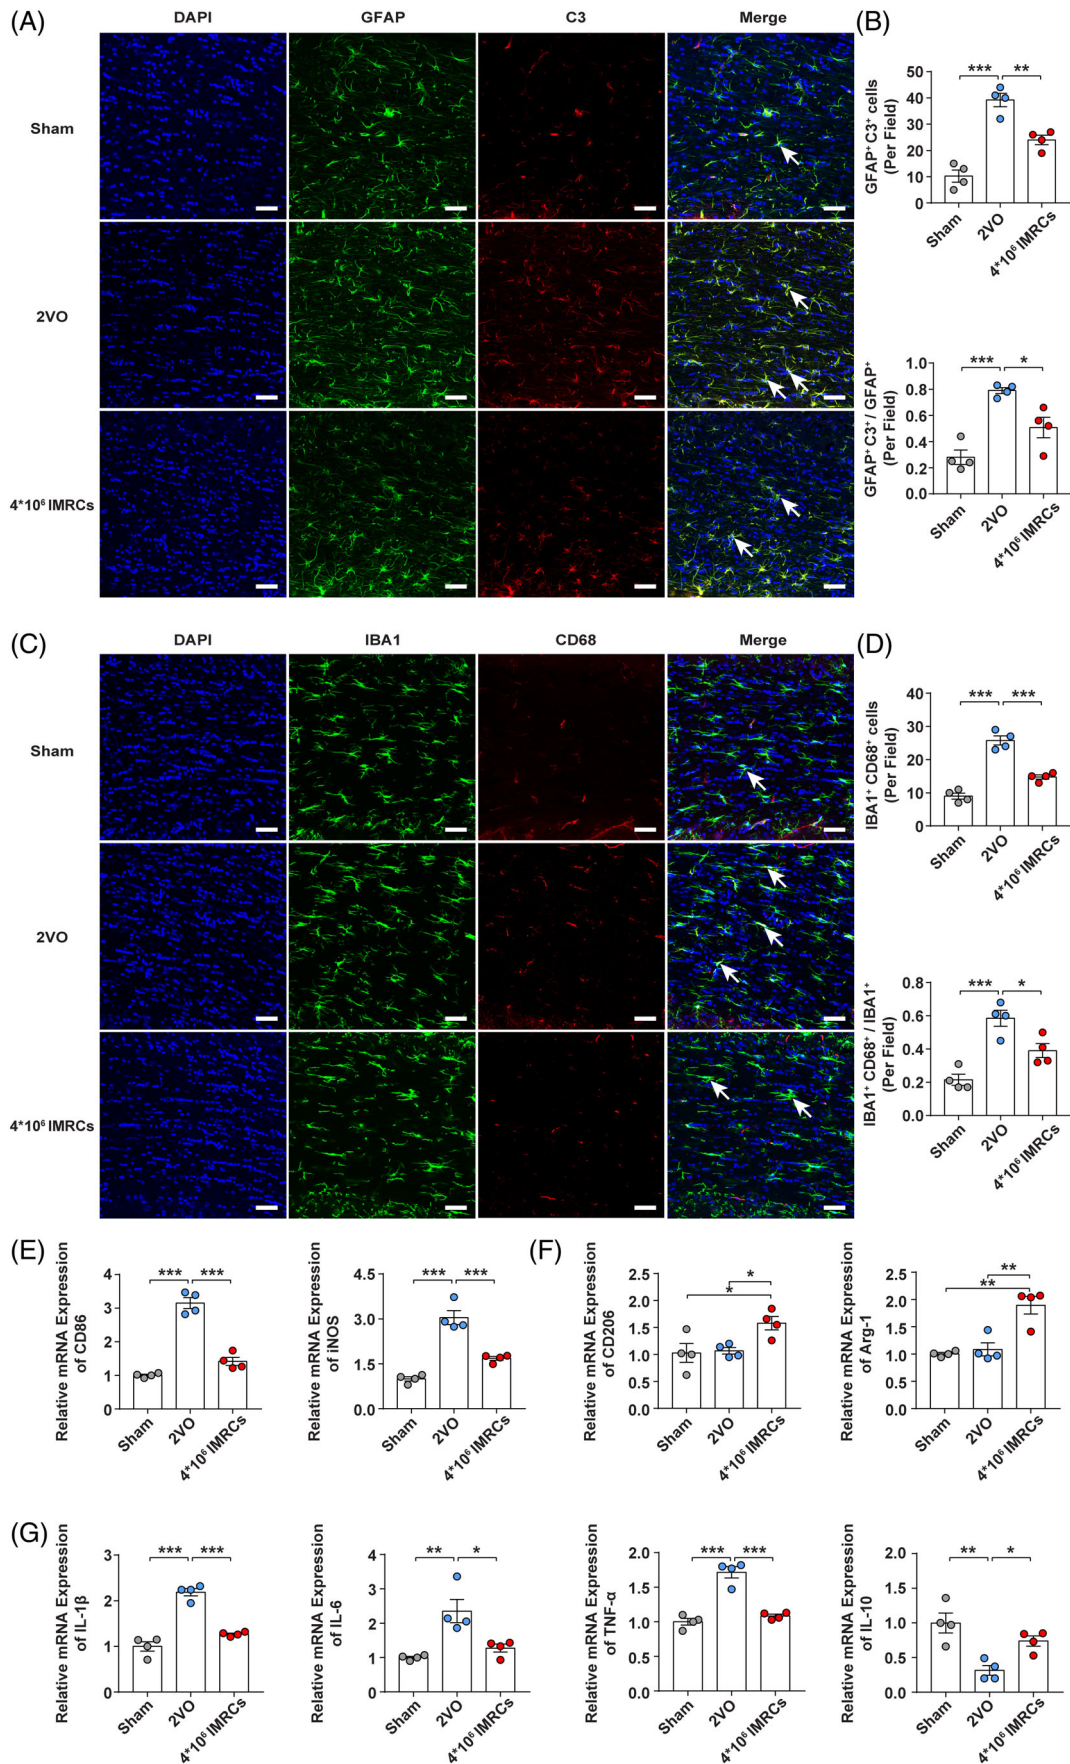 (A)
DAPI
GFAP
C3
Merge
Sham
2VO
4*10⁶ IMRCs
(B)
GFAP⁺ C3⁺ cells
(Per Field)
50
40
30
20
10
0
***
**
Sham
2VO
4*10⁶ IMRCs
GFAP⁺ C3⁺ / GFAP⁺
(Per Field)
1.0
0.8
0.6
0.4
0.2
0.0
***
*
Sham
2VO
4*10⁶ IMRCs
(C)
DAPI
IBA1
CD68
Merge
Sham
2VO
4*10⁶ IMRCs
(D)
IBA1⁺ CD68⁺ cells
(Per Field)
40
30
20
10
0
***
***
Sham
2VO
4*10⁶ IMRCs
IBA1⁺ CD68⁺ / IBA1⁺
(Per Field)
0.8
0.6
0.4
0.2
0.0
***
*
Sham
2VO
4*10⁶ IMRCs
(E)
Relative mRNA Expression
of CD86
4
3
2
1
0
***
***
Sham
2VO
4*10⁶ IMRCs
Relative mRNA Expression
of iNOS
4.5
3.0
1.5
0.0
***
***
Sham
2VO
4*10⁶ IMRCs
(F)
Relative mRNA Expression
of CD206
2.5
2.0
1.5
1.0
0.5
0.0
*
*
Sham
2VO
4*10⁶ IMRCs
Relative mRNA Expression
of Arg-1
2.5
2.0
1.5
1.0
0.5
0.0
**
**
Sham
2VO
4*10⁶ IMRCs
(G)
Relative mRNA Expression
of IL-1β
3
2
1
0
***
***
Sham
2VO
4*10⁶ IMRCs
Relative mRNA Expression
of IL-6
4
3
2
1
0
**
*
Sham
2VO
4*10⁶ IMRCs
Relative mRNA Expression
of TNF-α
2.0
1.5
1.0
0.5
0.0
***
***
Sham
2VO
4*10⁶ IMRCs
Relative mRNA Expression
of IL-10
2.0
1.5
1.0
0.5
0.0
**
*
Sham
2VO
4*10⁶ IMRCs